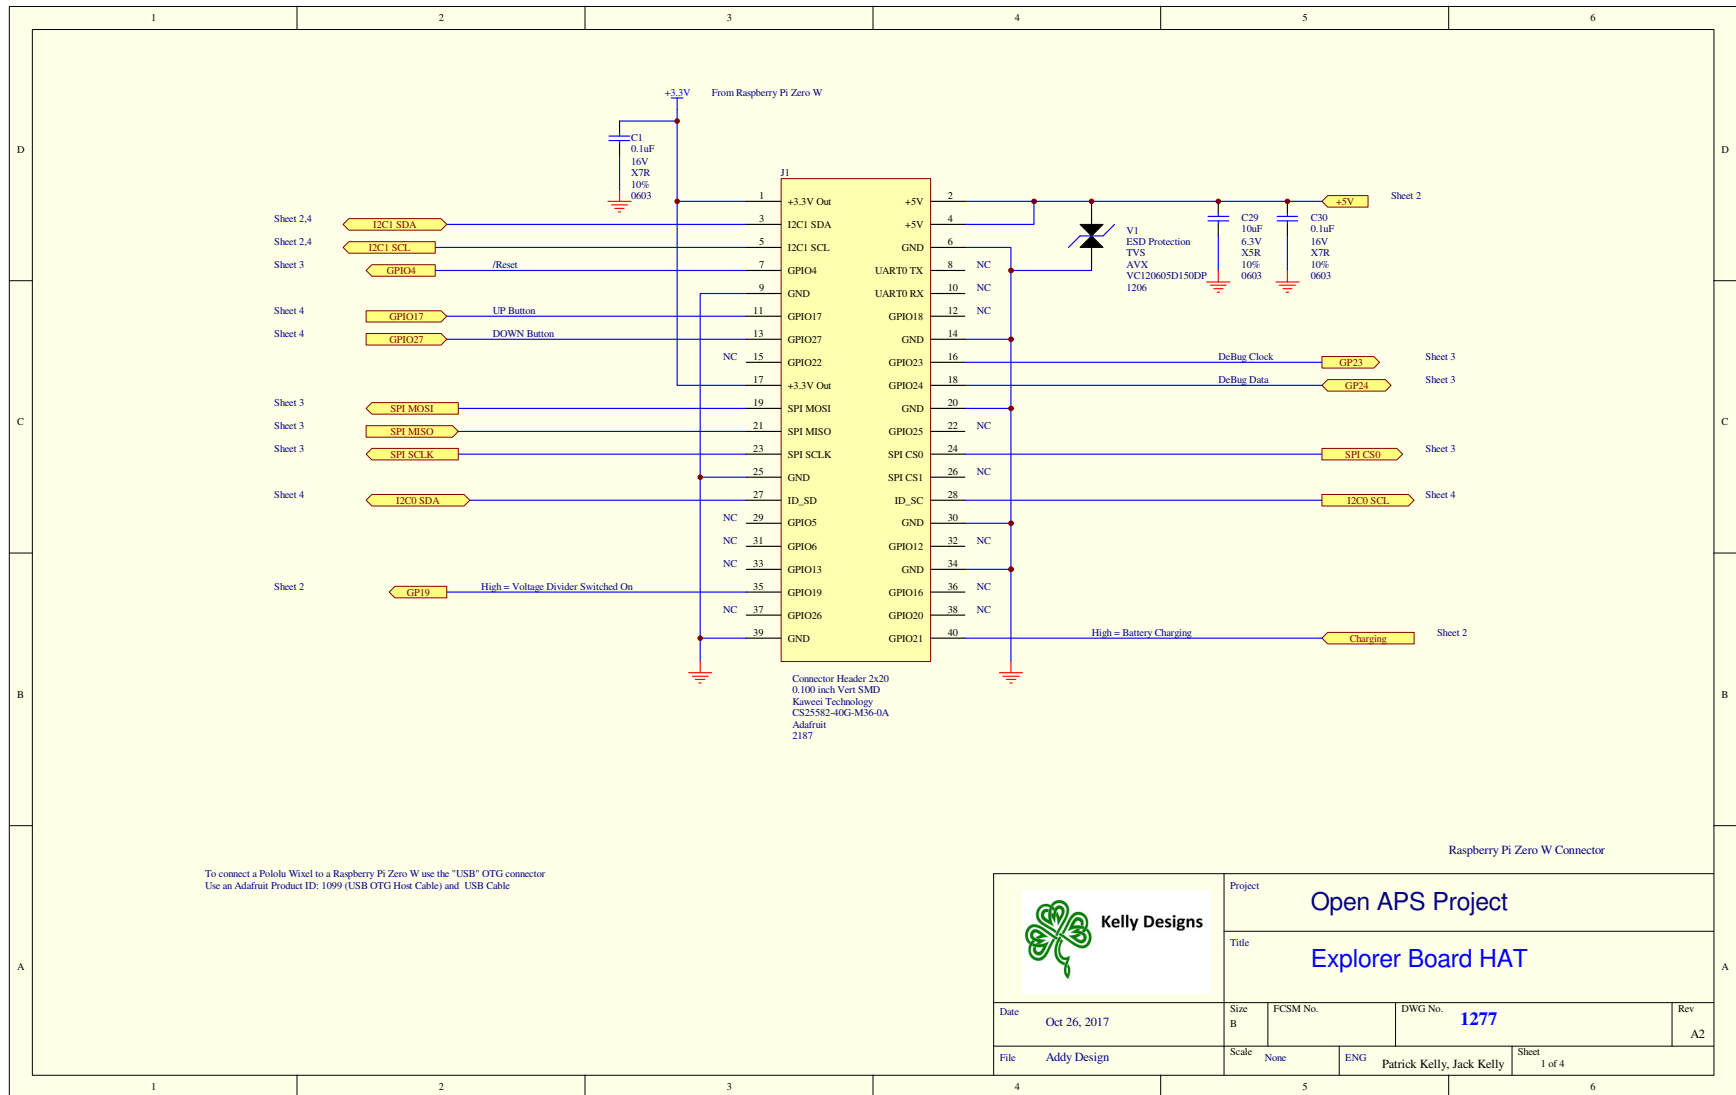 1 2 3 4 5 6
D D
C C
B B
A A
+3.3V From Raspberry Pi Zero W
C1
0.1uF
16V
X7R
10%
0603
J1
1 +3.3V Out +5V 2
3 I2C1 SDA +5V 4
5 I2C1 SCL GND 6
7 GPIO4 UART0 TX 8 NC
9 GND UART0 RX 10 NC
11 GPIO17 GPIO18 12 NC
13 GPIO27 GND 14
NC 15 GPIO22 GPIO23 16
17 +3.3V Out GPIO24 18
19 SPI MOSI GND 20
21 SPI MISO GPIO25 22 NC
23 SPI SCLK SPI CS0 24
25 GND SPI CS1 26 NC
27 ID_SD ID_SC 28
NC 29 GPIO5 GND 30
NC 31 GPIO6 GPIO12 32 NC
NC 33 GPIO13 GND 34
35 GPIO19 GPIO16 36 NC
NC 37 GPIO26 GPIO20 38 NC
39 GND GPIO21 40
Sheet 2,4 I2C1 SDA
Sheet 2,4 I2C1 SCL
Sheet 3 GPIO4 /Reset
Sheet 4 GPIO17 UP Button
Sheet 4 GPIO27 DOWN Button
Sheet 3 SPI MOSI
Sheet 3 SPI MISO
Sheet 3 SPI SCLK
Sheet 4 I2C0 SDA
Sheet 2 GP19 High = Voltage Divider Switched On
+5V Sheet 2
V1
ESD Protection
TVS
AVX
VC120605D150DP
1206
C29
10uF
6.3V
X5R
10%
0603
C30
0.1uF
16V
X7R
10%
0603
DeBug Clock GP23 Sheet 3
DeBug Data GP24 Sheet 3
SPI CS0 Sheet 3
I2C0 SCL Sheet 4
High = Battery Charging Charging Sheet 2
Connector Header 2x20
0.100 inch Vert SMD
Kaweei Technology
CS25582-40G-M36-0A
Adafruit
2187
To connect a Pololu Wixel to a Raspberry Pi Zero W use the "USB" OTG connector
Use an Adafruit Product ID: 1099 (USB OTG Host Cable) and USB Cable
Raspberry Pi Zero W Connector
Kelly Designs
Project
Open APS Project
Title
Explorer Board HAT
Date Oct 26, 2017
Size B
FCSM No.
DWG No. 1277
Rev A2
File Addy Design
Scale None
ENG Patrick Kelly, Jack Kelly
Sheet 1 of 4
1 2 3 4 5 6